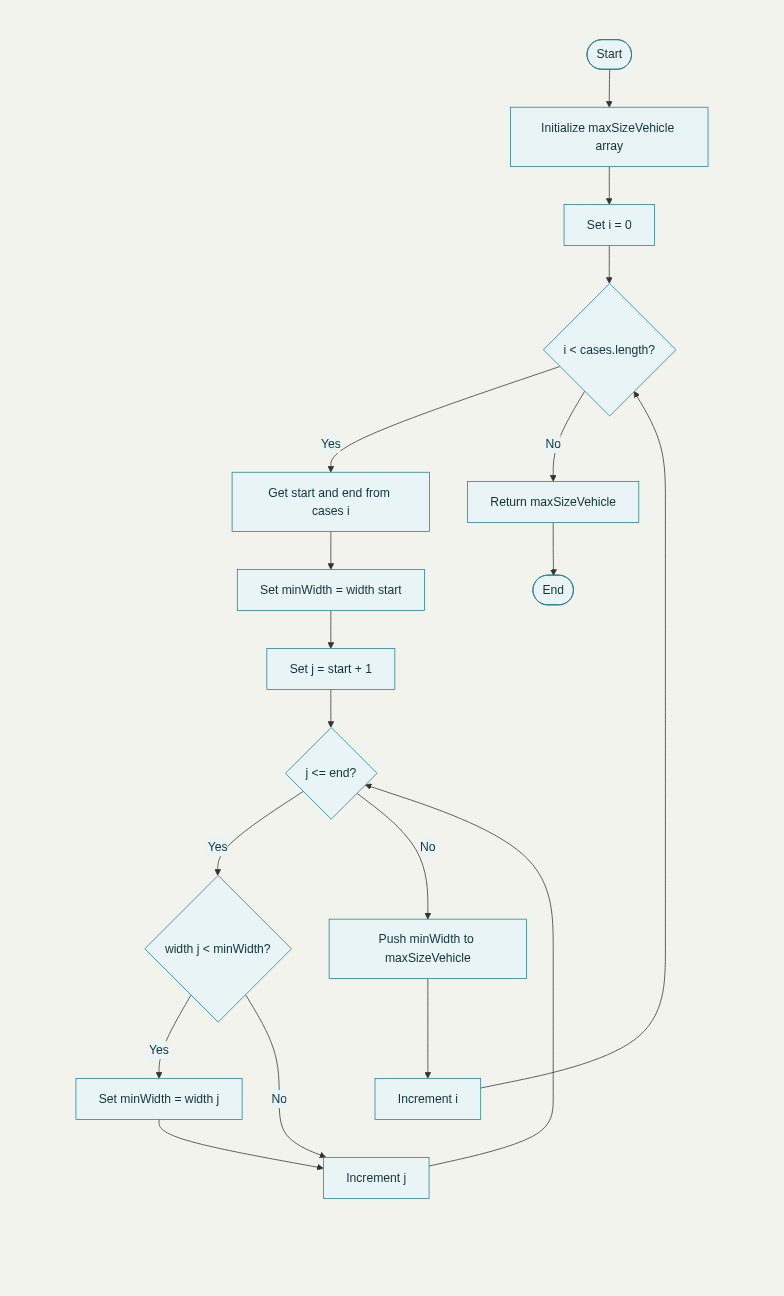 Start
Initialize maxSizeVehicle
array
Set i = 0
i < cases.length?
Yes
No
Get start and end from
cases i
Return maxSizeVehicle
Set minWidth = width start
End
Set j = start + 1
j <= end?
Yes
No
width j < minWidth?
Push minWidth to
maxSizeVehicle
Yes
Set minWidth = width j
No
Increment i
Increment j